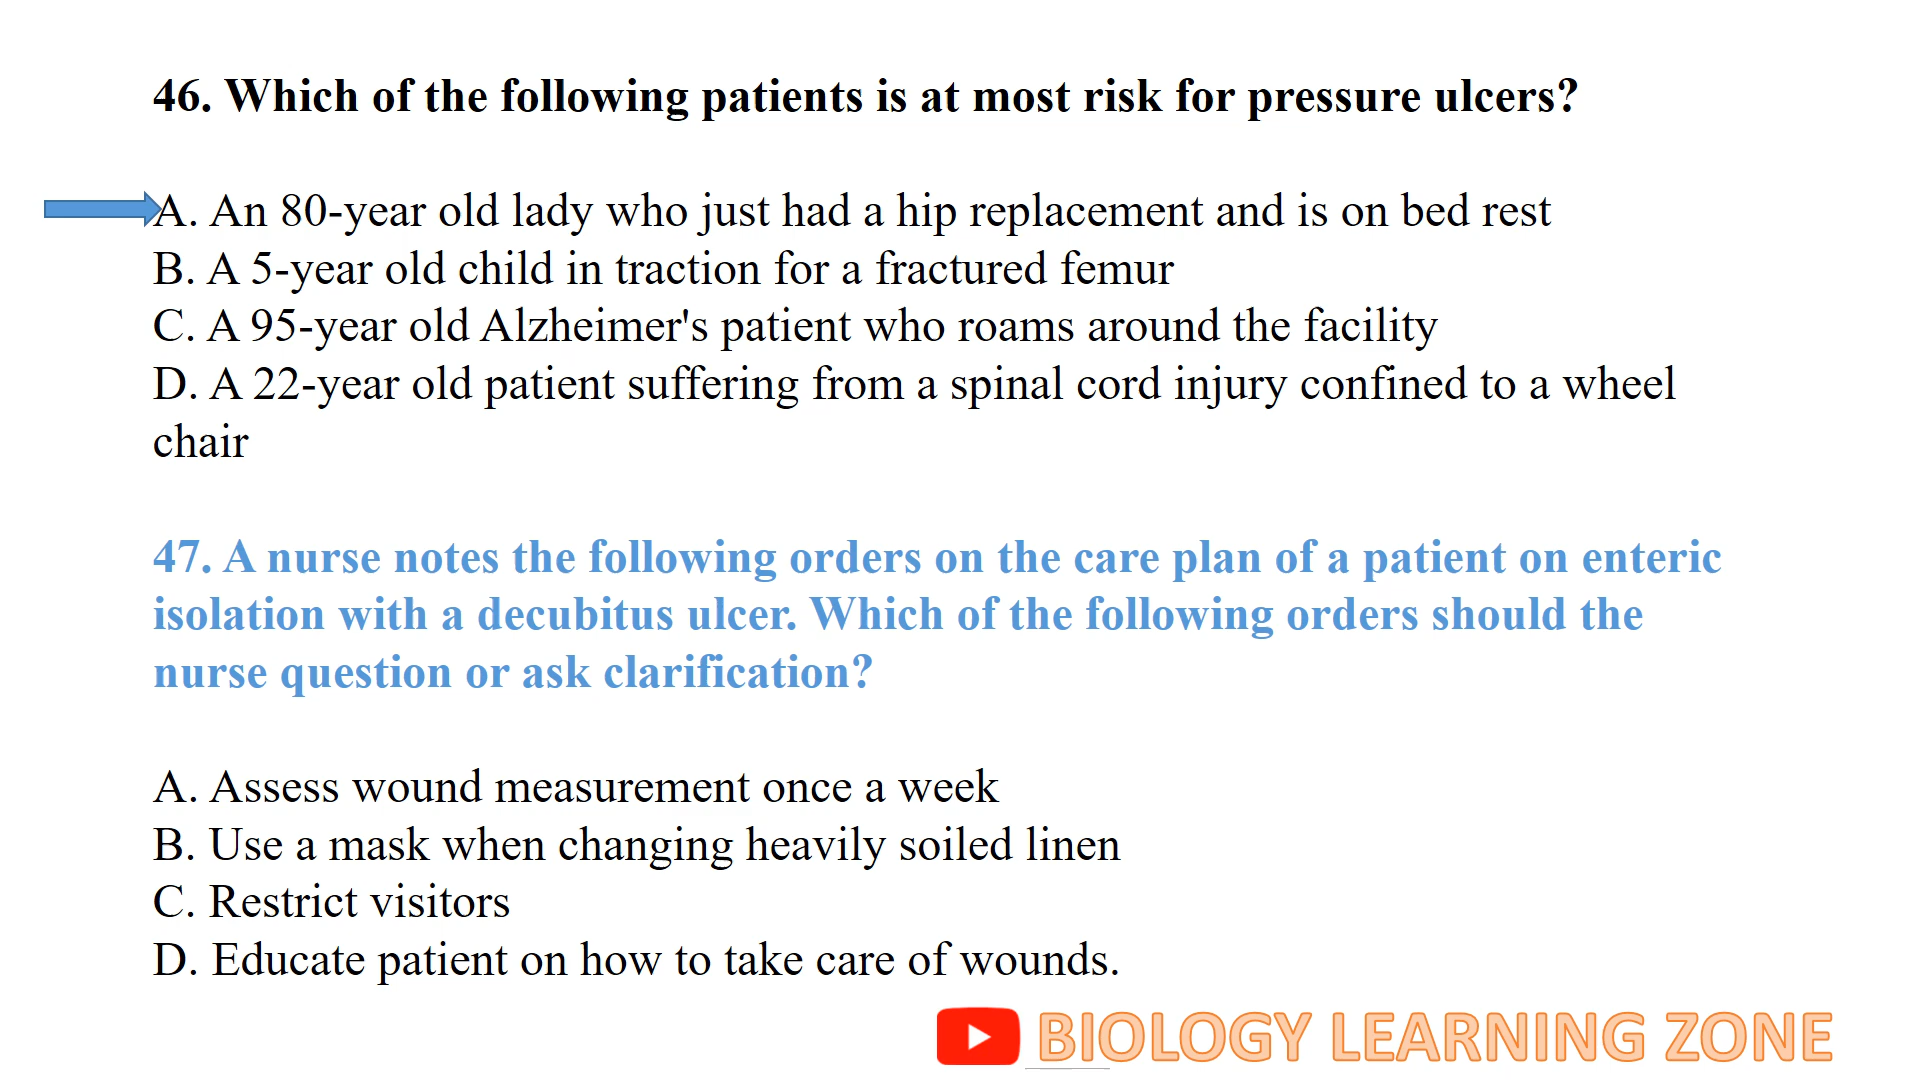 46. Which of the following patients is at most risk for pressure ulcers?
A. An 80-year old lady who just had a hip replacement and is on bed rest
B. A 5-year old child in traction for a fractured femur
C. A 95-year old Alzheimer's patient who roams around the facility
D. A 22-year old patient suffering from a spinal cord injury confined to a wheel
chair
47. A nurse notes the following orders on the care plan of a patient on enteric
isolation with a decubitus ulcer. Which of the following orders should the
nurse question or ask clarification?
A. Assess wound measurement once a week
B. Use a mask when changing heavily soiled linen
C. Restrict visitors
D. Educate patient on how to take care of wounds.
BIOLOGY LEARNING ZONE